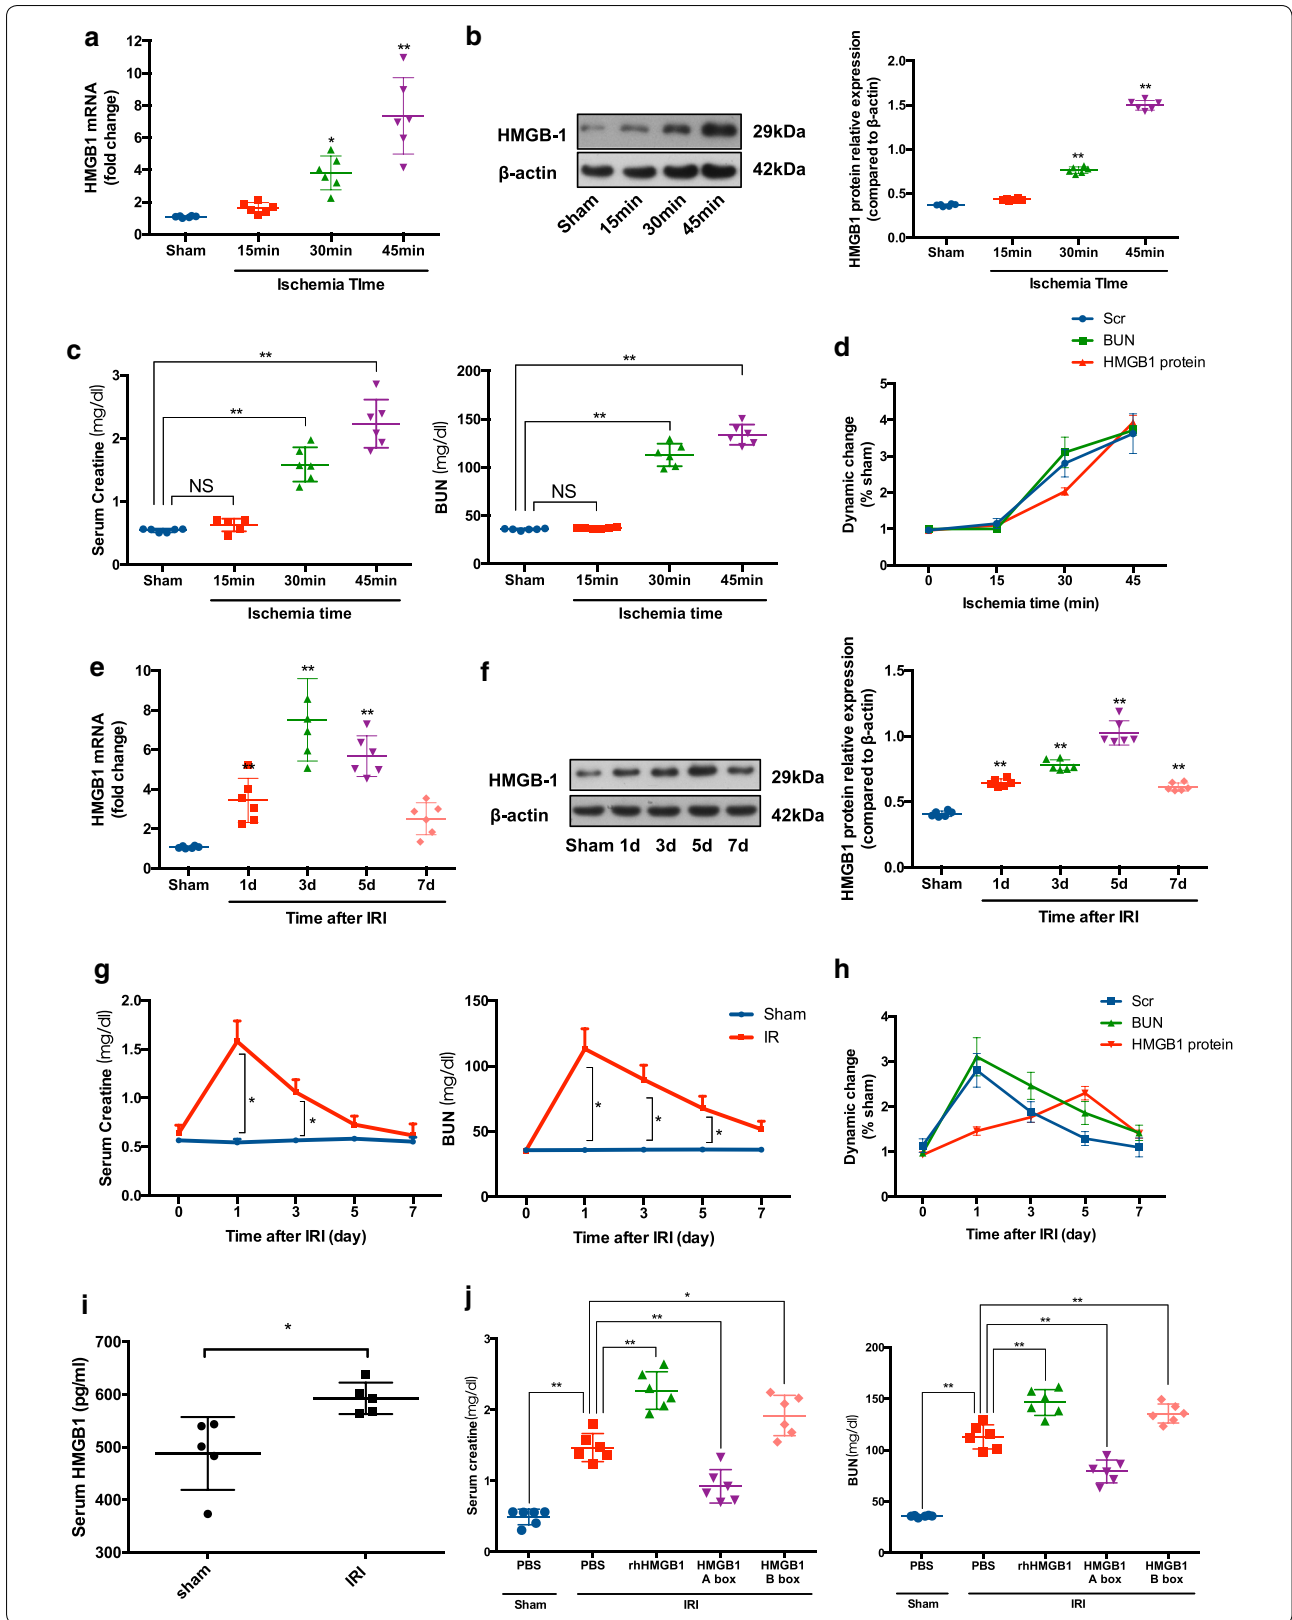 a
HMGB1 mRNA
(fold change)
12
10
8
6
4
2
0
*
**
Sham
15min
30min
45min
Ischemia TIme
b
HMGB-1
29kDa
β-actin
42kDa
Sham
15min
30min
45min
HMGB1 protein relative expression
(compared to β-actin)
2.0
1.5
1.0
0.5
0.0
**
**
Sham
15min
30min
45min
Ischemia TIme
c
Serum Creatine (mg/dl)
3
2
1
0
**
**
NS
Sham
15min
30min
45min
Ischemia time
BUN (mg/dl)
200
150
100
50
0
**
**
NS
Sham
15min
30min
45min
Ischemia time
d
Scr
BUN
HMGB1 protein
Dynamic change
(% sham)
5
4
3
2
1
0
0
15
30
45
Ischemia time (min)
e
HMGB1 mRNA
(fold change)
10
8
6
4
2
0
**
**
**
Sham
1d
3d
5d
7d
Time after IRI
f
HMGB-1
29kDa
β-actin
42kDa
Sham 1d 3d 5d 7d
HMGB1 protein relative expression
(compared to β-actin)
1.5
1.0
0.5
0.0
**
**
**
**
Sham
1d
3d
5d
7d
Time after IRI
g
Serum Creatine (mg/dl)
2.0
1.5
1.0
0.5
0.0
*
*
0
1
3
5
7
Time after IRI (day)
BUN (mg/dl)
150
100
50
0
Sham
IR
*
*
*
0
1
3
5
7
Time after IRI (day)
h
Scr
BUN
HMGB1 protein
Dynamic change
(% sham)
4
3
2
1
0
0
1
3
5
7
Time after IRI (day)
i
Serum HMGB1 (pg/ml)
700
600
500
400
300
*
sham
IRI
j
Serum creatine(mg/dl)
3
2
1
0
*
**
**
**
PBS
PBS
rhHMGB1
HMGB1
A box
HMGB1
B box
Sham
IRI
BUN(mg/dl)
200
150
100
50
0
**
**
**
**
PBS
PBS
rhHMGB1
HMGB1
A box
HMGB1
B box
Sham
IRI